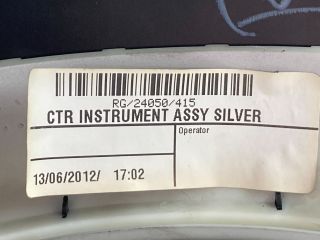 RG/24050/415
CTR INSTRUMENT ASSY SILVER
Operator
13/06/2012/ 17:02